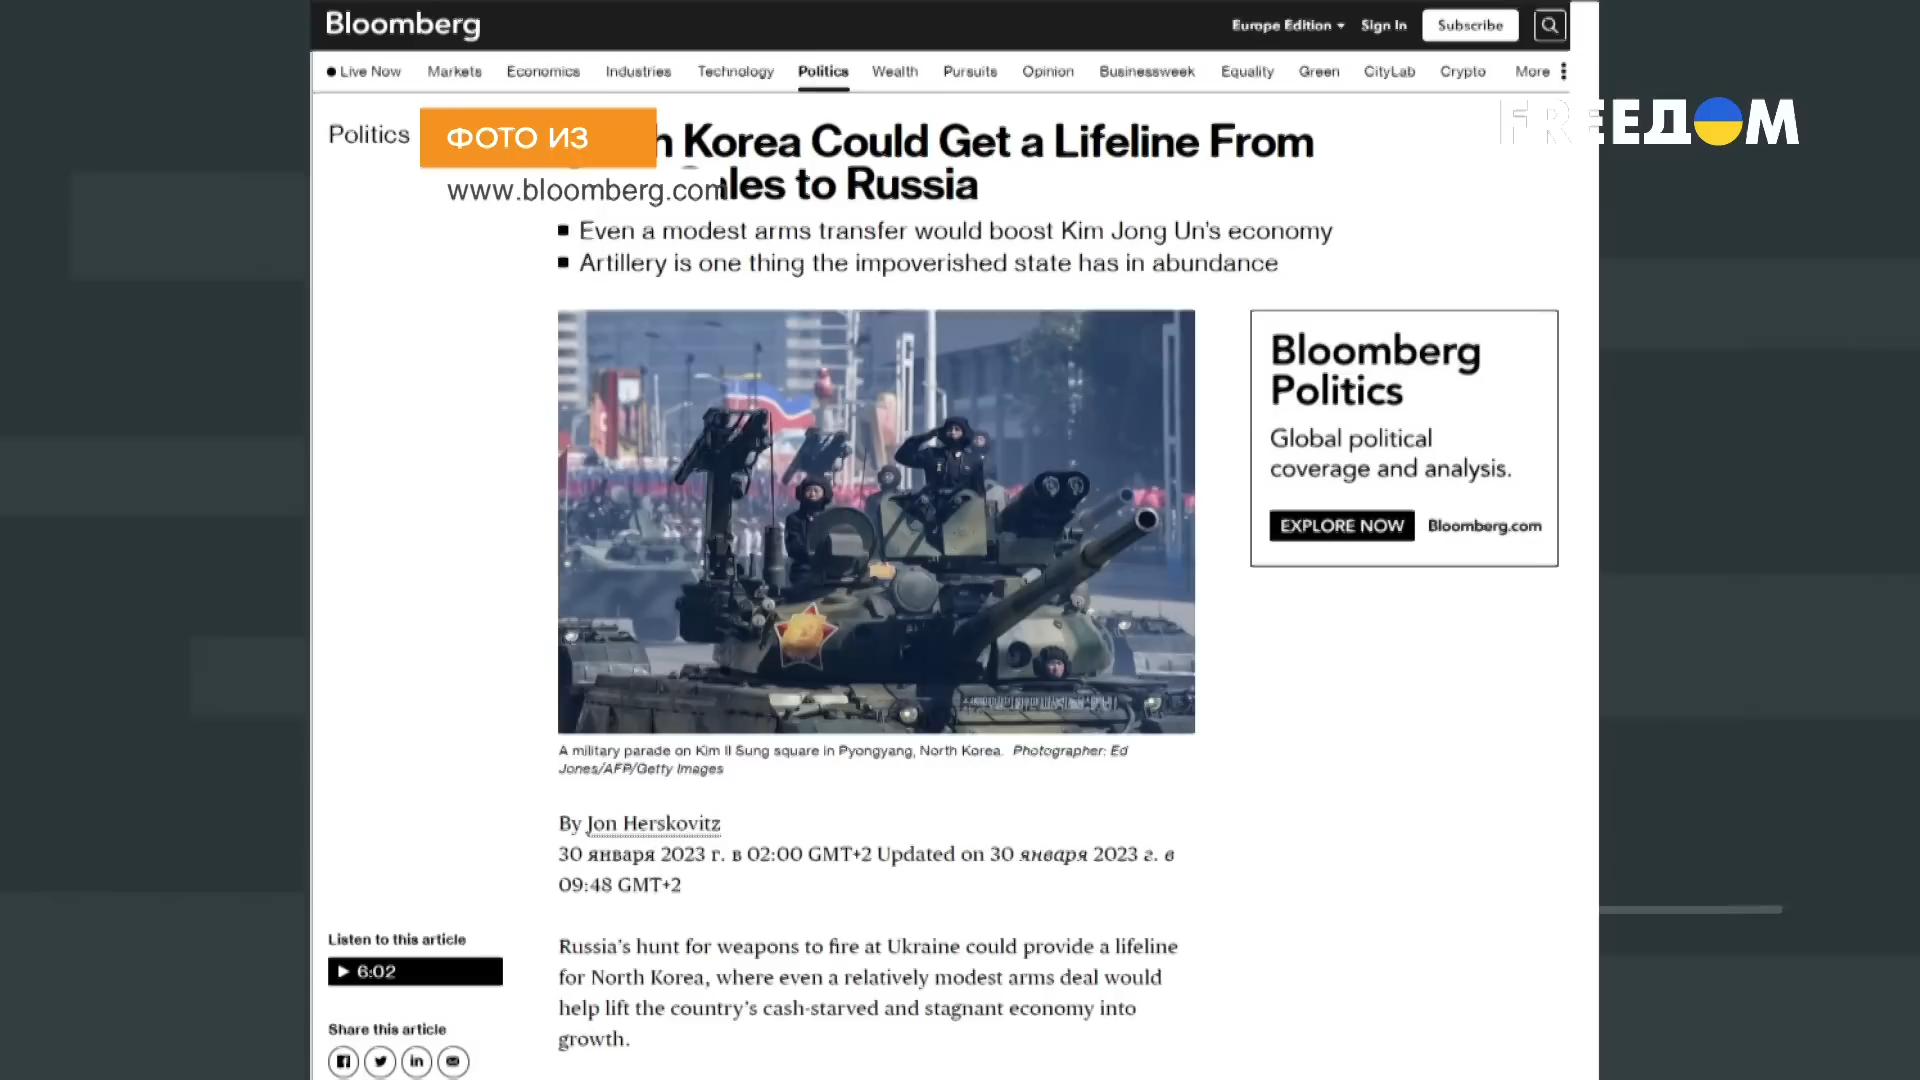 Bloomberg
Europe Edition Sign In Subscribe
Live Now Markets Economics Industries Technology Politics Wealth Pursuits Opinion Businessweek Equality Green CityLab Crypto More
FREEДОM
Politics
ФОТО ИЗ
www.bloomberg.com
h Korea Could Get a Lifeline From
les to Russia
Even a modest arms transfer would boost Kim Jong Un's economy
Artillery is one thing the impoverished state has in abundance
Bloomberg
Politics
Global political
coverage and analysis.
EXPLORE NOW Bloomberg.com
A military parade on Kim Il Sung square in Pyongyang, North Korea. Photographer: Ed
Jones/AFP/Getty Images
By Jon Herskovitz
30 января 2023 г. в 02:00 GMT+2 Updated on 30 января 2023 г. в
09:48 GMT+2
Listen to this article
6:02
Russia's hunt for weapons to fire at Ukraine could provide a lifeline
for North Korea, where even a relatively modest arms deal would
help lift the country's cash-starved and stagnant economy into
growth.
Share this article